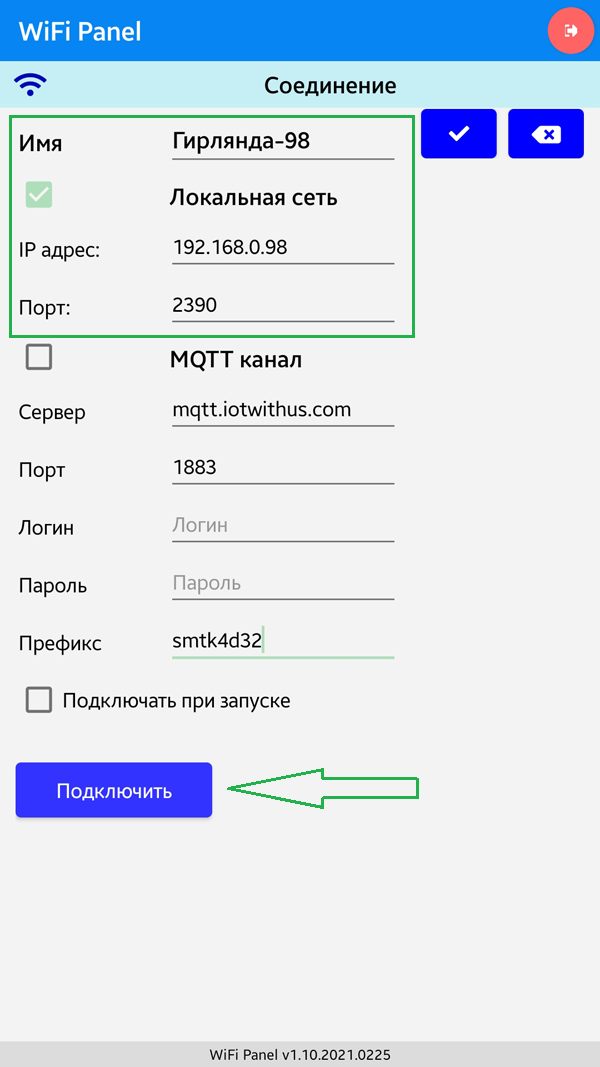 WiFi Panel
Соединение
Имя Гирлянда-98
Локальная сеть
IP адрес: 192.168.0.98
Порт: 2390
MQTT канал
Сервер mqtt.iotwithus.com
Порт 1883
Логин Логин
Пароль Пароль
Префикс smtk4d32
Подключать при запуске
Подключить
WiFi Panel v1.10.2021.0225